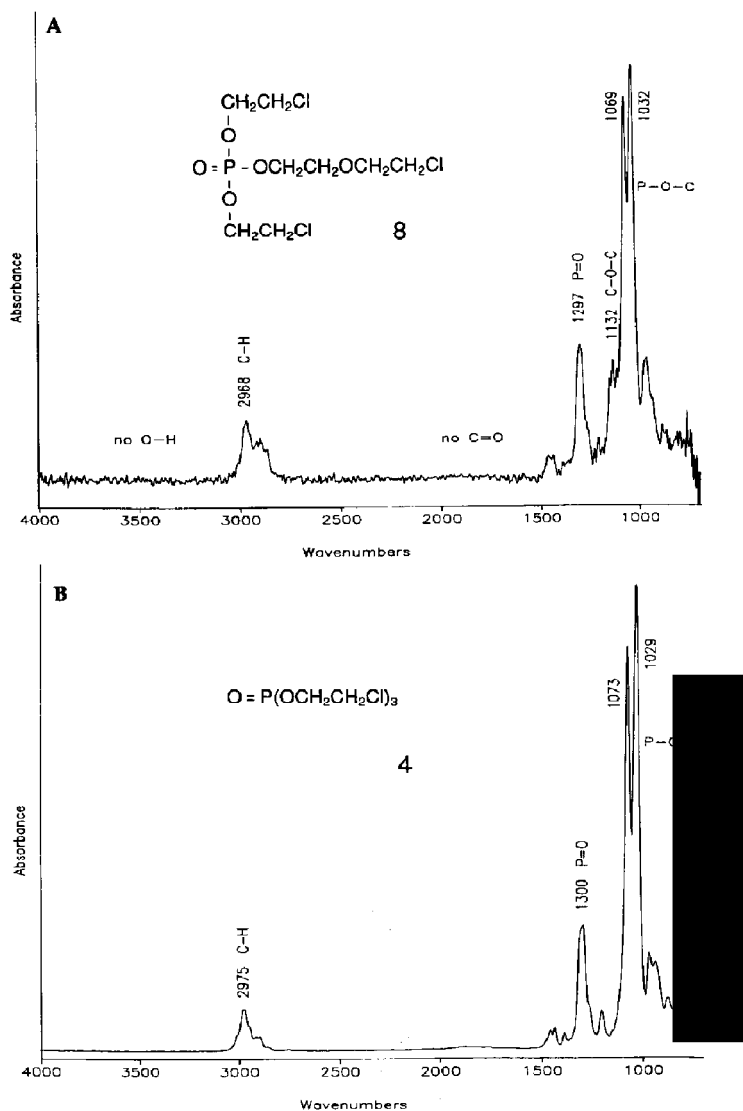 A
CH₂CH₂Cl
O
O=P-OCH₂CH₂OCH₂CH₂Cl
O
CH₂CH₂Cl
8
1069
1032
P-O-C
1297 P=O
1132 C-O-C
2968 C-H
no O-H
no C=O
Absorbance
4000 3500 3000 2500 2000 1500 1000
Wavenumbers
B
O=P(OCH₂CH₂Cl)₃
4
1073
1029
P-
1300 P=O
2975 C-H
Absorbance
4000 3500 3000 2500 2000 1500 1000
Wavenumbers